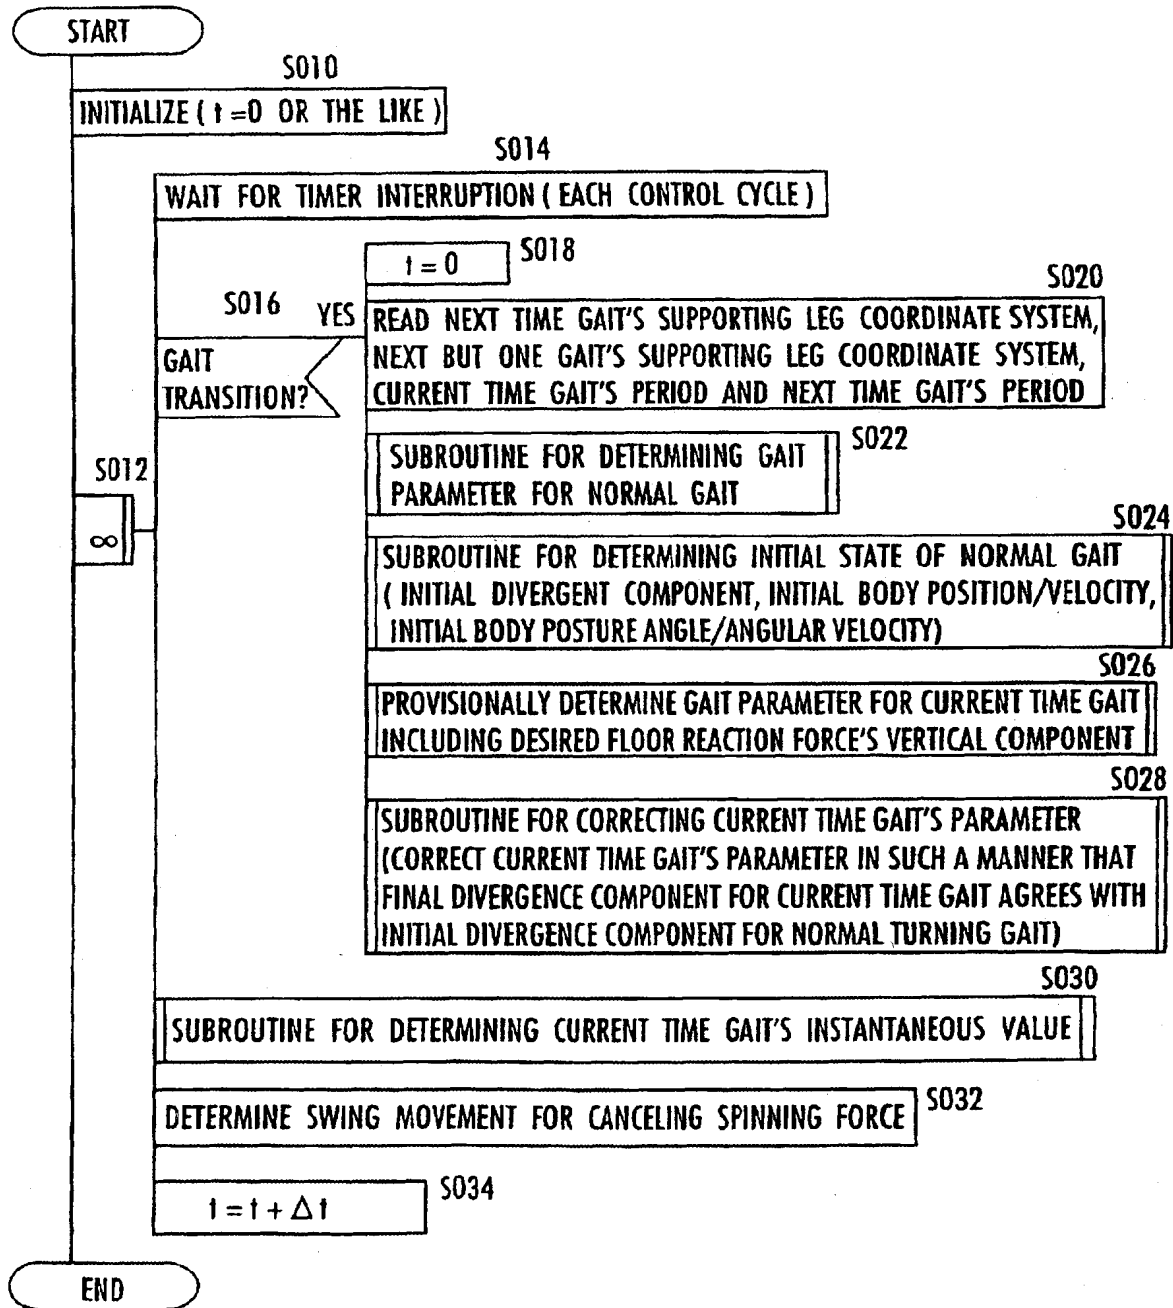 START
S010
INITIALIZE ( t =0 OR THE LIKE )
S014
WAIT FOR TIMER INTERRUPTION ( EACH CONTROL CYCLE )
t = 0
S018
S020
S016
YES
READ NEXT TIME GAIT'S SUPPORTING LEG COORDINATE SYSTEM,
NEXT BUT ONE GAIT'S SUPPORTING LEG COORDINATE SYSTEM,
CURRENT TIME GAIT'S PERIOD AND NEXT TIME GAIT'S PERIOD
GAIT
TRANSITION?
S022
SUBROUTINE FOR DETERMINING GAIT
PARAMETER FOR NORMAL GAIT
S012
∞
S024
SUBROUTINE FOR DETERMINING INITIAL STATE OF NORMAL GAIT
( INITIAL DIVERGENT COMPONENT, INITIAL BODY POSITION/VELOCITY,
INITIAL BODY POSTURE ANGLE/ANGULAR VELOCITY)
S026
PROVISIONALLY DETERMINE GAIT PARAMETER FOR CURRENT TIME GAIT
INCLUDING DESIRED FLOOR REACTION FORCE'S VERTICAL COMPONENT
S028
SUBROUTINE FOR CORRECTING CURRENT TIME GAIT'S PARAMETER
(CORRECT CURRENT TIME GAIT'S PARAMETER IN SUCH A MANNER THAT
FINAL DIVERGENCE COMPONENT FOR CURRENT TIME GAIT AGREES WITH
INITIAL DIVERGENCE COMPONENT FOR NORMAL TURNING GAIT)
S030
SUBROUTINE FOR DETERMINING CURRENT TIME GAIT'S INSTANTANEOUS VALUE
DETERMINE SWING MOVEMENT FOR CANCELING SPINNING FORCE
S032
t = t + Δ t
S034
END